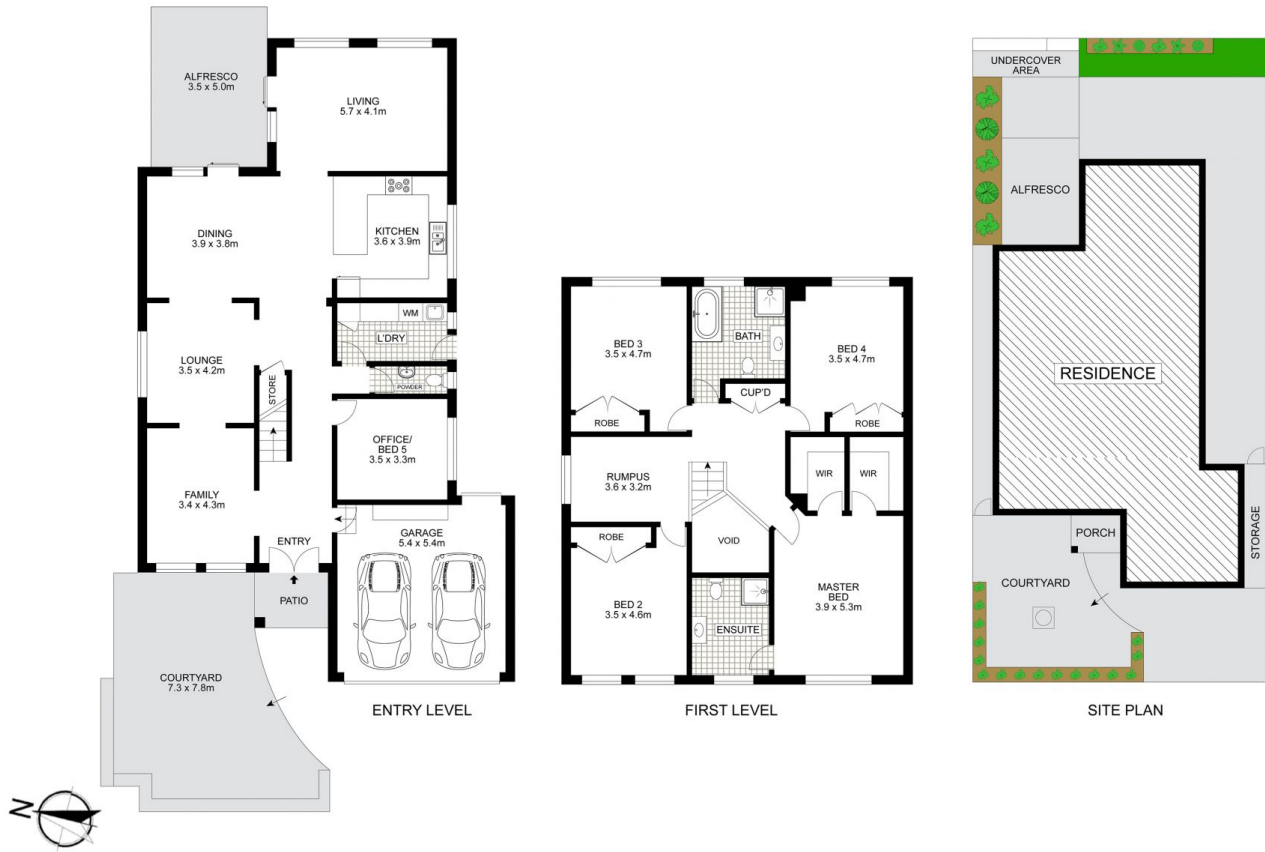 ALFRESCO
3.5 x 5.0m
LIVING
5.7 x 4.1m
DINING
3.9 x 3.8m
KITCHEN
3.6 x 3.9m
WM
L'DRY
LOUNGE
3.5 x 4.2m
STORE
POWDER
OFFICE/
BED 5
3.5 x 3.3m
FAMILY
3.4 x 4.3m
GARAGE
5.4 x 5.4m
ENTRY
PATIO
COURTYARD
7.3 x 7.8m
ENTRY LEVEL
N
BED 3
3.5 x 4.7m
BATH
BED 4
3.5 x 4.7m
CUP'D
ROBE
ROBE
RUMPUS
3.6 x 3.2m
WIR
WIR
ROBE
VOID
BED 2
3.5 x 4.6m
ENSUITE
MASTER
BED
3.9 x 5.3m
FIRST LEVEL
UNDERCOVER
AREA
ALFRESCO
RESIDENCE
STORAGE
PORCH
COURTYARD
SITE PLAN